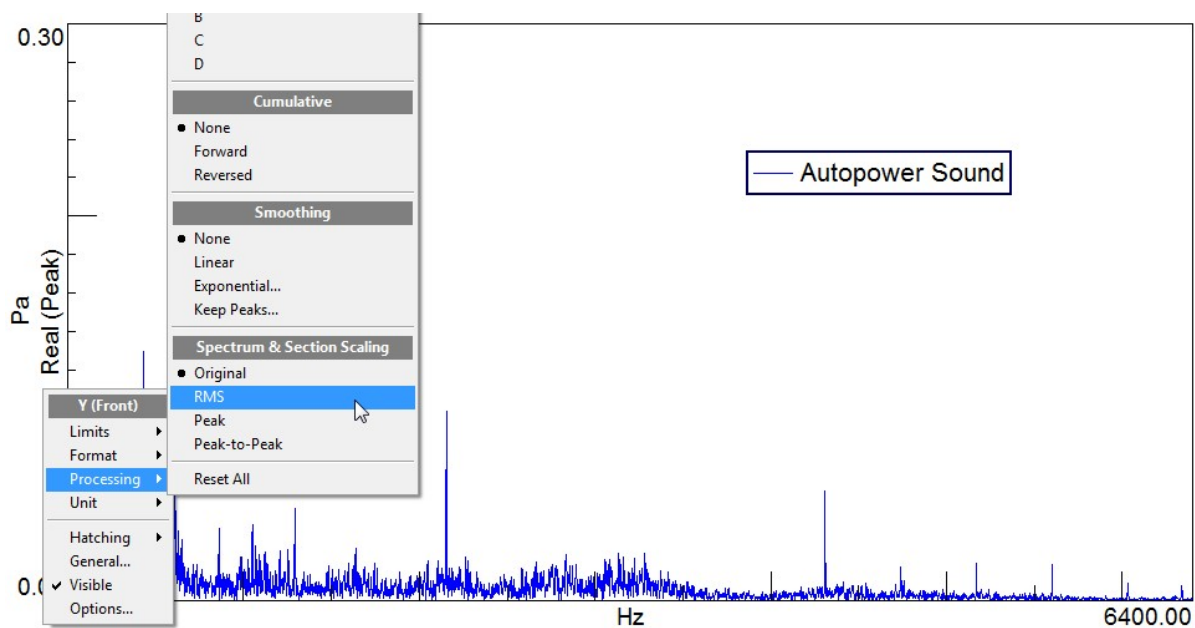 0.30
Pa
Real (Peak)
B
C
D
Cumulative
None
Forward
Reversed
Smoothing
None
Linear
Exponential...
Keep Peaks...
Spectrum & Section Scaling
Original
RMS
Peak
Peak-to-Peak
Reset All
Y (Front)
Limits
Format
Processing
Unit
Hatching
General...
Visible
Options...
Autopower Sound
Hz
6400.00